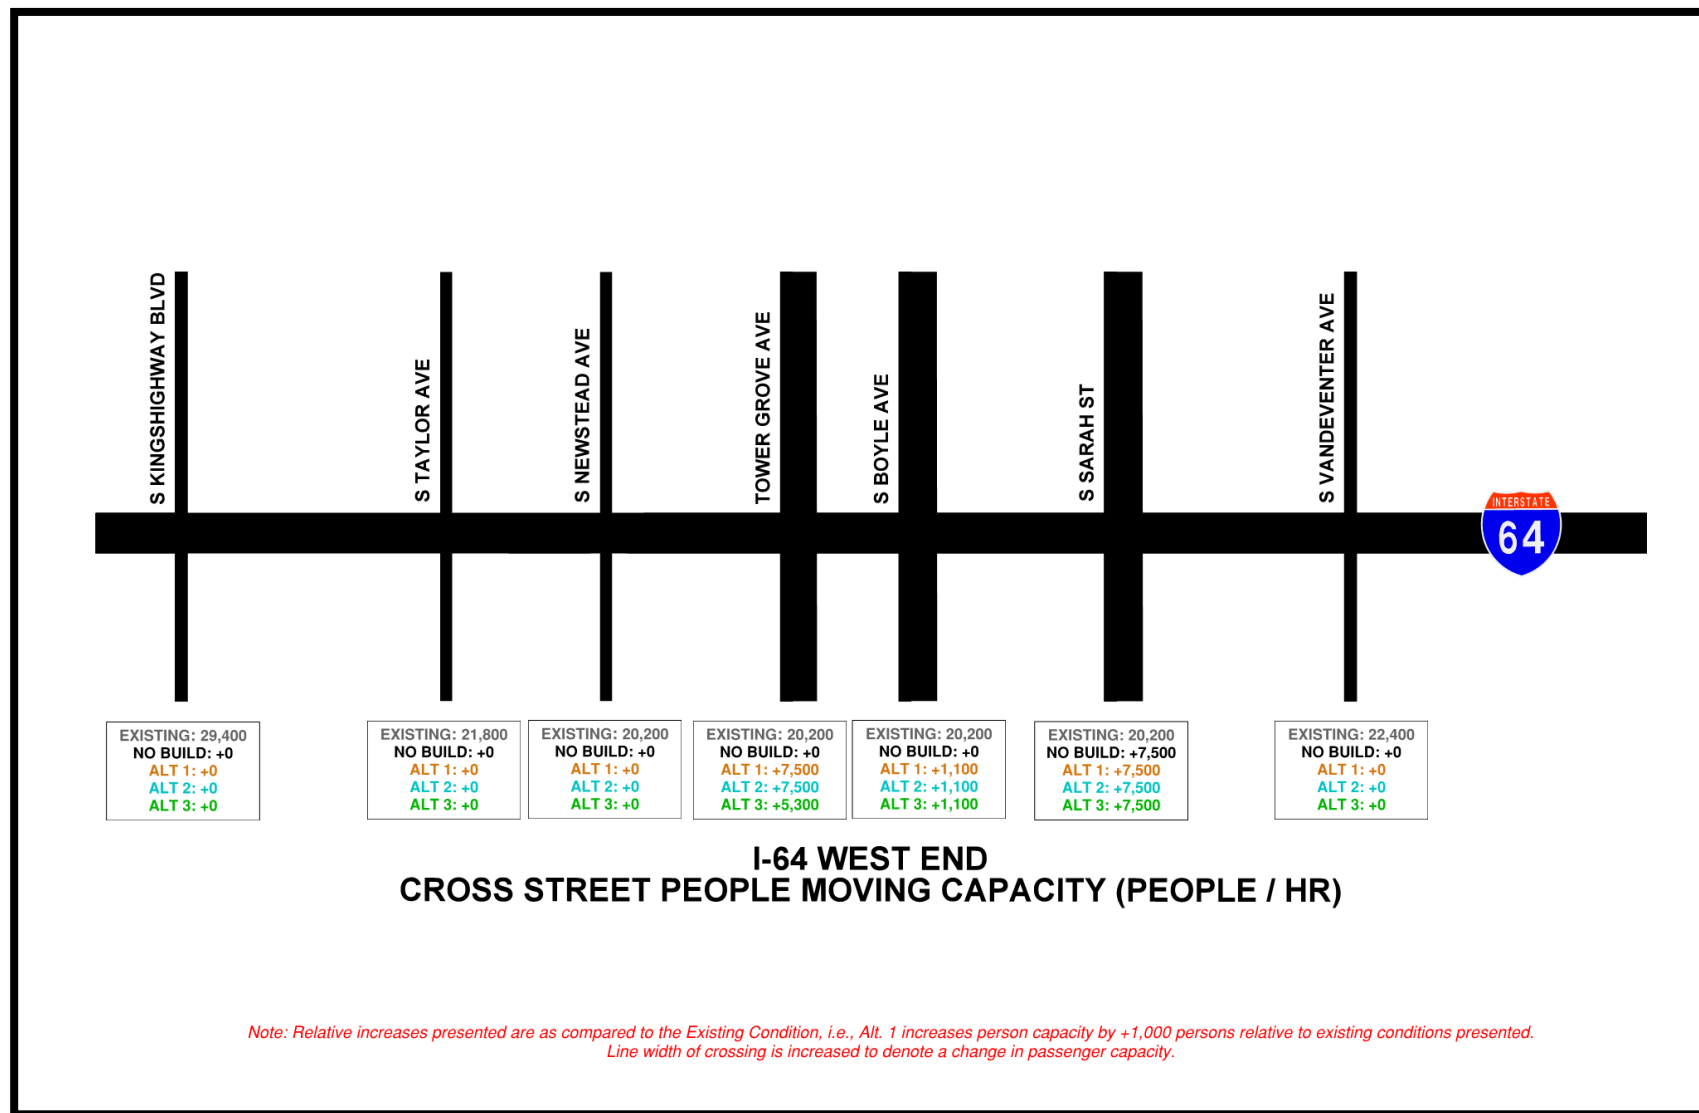 S KINGSHIGHWAY BLVD
S TAYLOR AVE
S NEWSTEAD AVE
TOWER GROVE AVE
S BOYLE AVE
S SARAH ST
S VANDEVENTER AVE
INTERSTATE
64
EXISTING: 29,400
NO BUILD: +0
ALT 1: +0
ALT 2: +0
ALT 3: +0
EXISTING: 21,800
NO BUILD: +0
ALT 1: +0
ALT 2: +0
ALT 3: +0
EXISTING: 20,200
NO BUILD: +0
ALT 1: +0
ALT 2: +0
ALT 3: +0
EXISTING: 20,200
NO BUILD: +0
ALT 1: +7,500
ALT 2: +7,500
ALT 3: +5,300
EXISTING: 20,200
NO BUILD: +0
ALT 1: +1,100
ALT 2: +1,100
ALT 3: +1,100
EXISTING: 20,200
NO BUILD: +7,500
ALT 1: +7,500
ALT 2: +7,500
ALT 3: +7,500
EXISTING: 22,400
NO BUILD: +0
ALT 1: +0
ALT 2: +0
ALT 3: +0
I-64 WEST END
CROSS STREET PEOPLE MOVING CAPACITY (PEOPLE / HR)
Note: Relative increases presented are as compared to the Existing Condition, i.e., Alt. 1 increases person capacity by +1,000 persons relative to existing conditions presented.
Line width of crossing is increased to denote a change in passenger capacity.